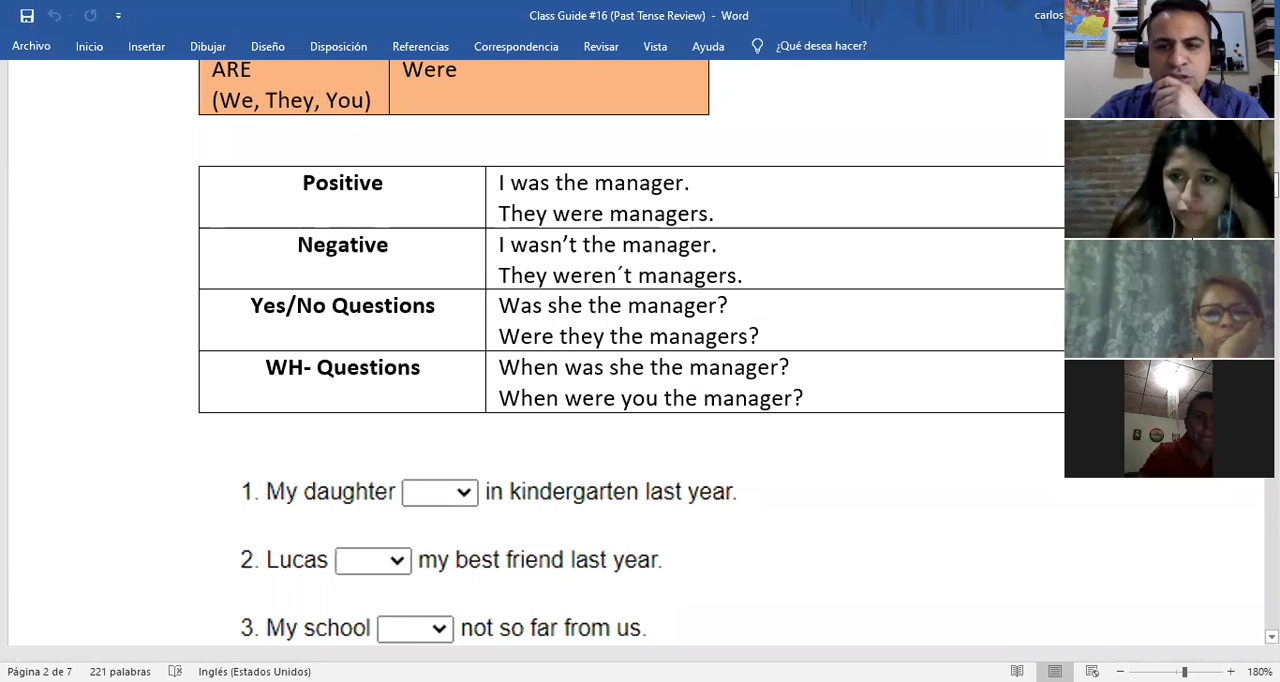 Class Guide #16 (Past Tense Review) - Word
carlos
Archivo Inicio Insertar Dibujar Diseño Disposición Referencias Correspondencia Revisar Vista Ayuda ¿Qué desea hacer?
ARE Were
(We, They, You)
Positive I was the manager.
They were managers.
Negative I wasn’t the manager.
They weren´t managers.
Yes/No Questions Was she the manager?
Were they the managers?
WH- Questions When was she the manager?
When were you the manager?
1. My daughter in kindergarten last year.
2. Lucas my best friend last year.
3. My school not so far from us.
Página 2 de 7 221 palabras Inglés (Estados Unidos) 180%